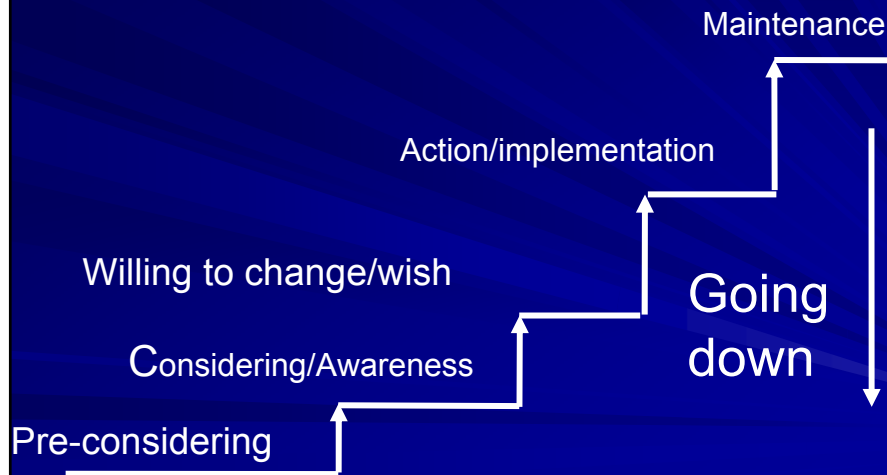 Maintenance
Action/implementation
Willing to change/wish
Going
down
Considering/Awareness
Pre-considering